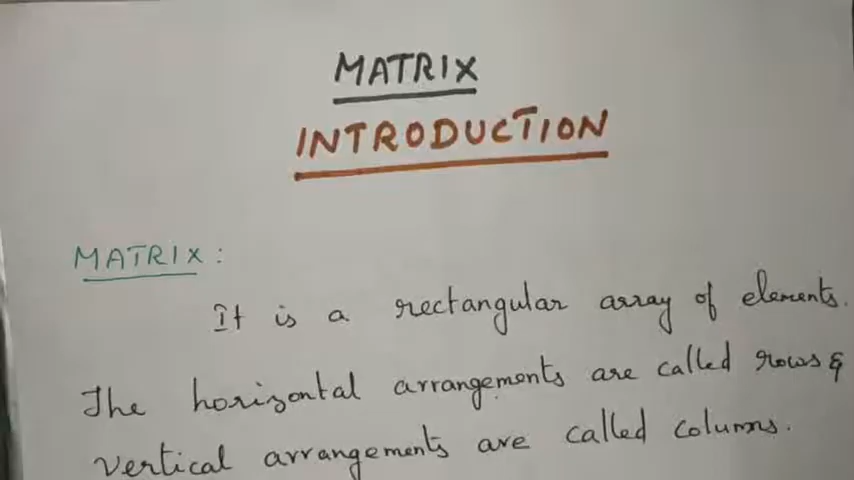 MATRIX
INTRODUCTION
MATRIX:
It is a rectangular array of elements.
The horizontal arrangements are called rows &
vertical arrangements are called columns.